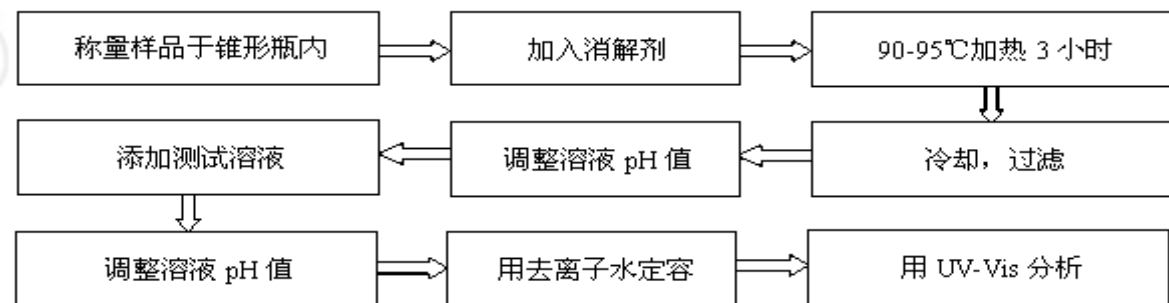 称量样品于锥形瓶内
加入消解剂
90-95℃加热 3 小时
冷却，过滤
调整溶液 pH 值
添加测试溶液
调整溶液 pH 值
用去离子水定容
用 UV-Vis 分析